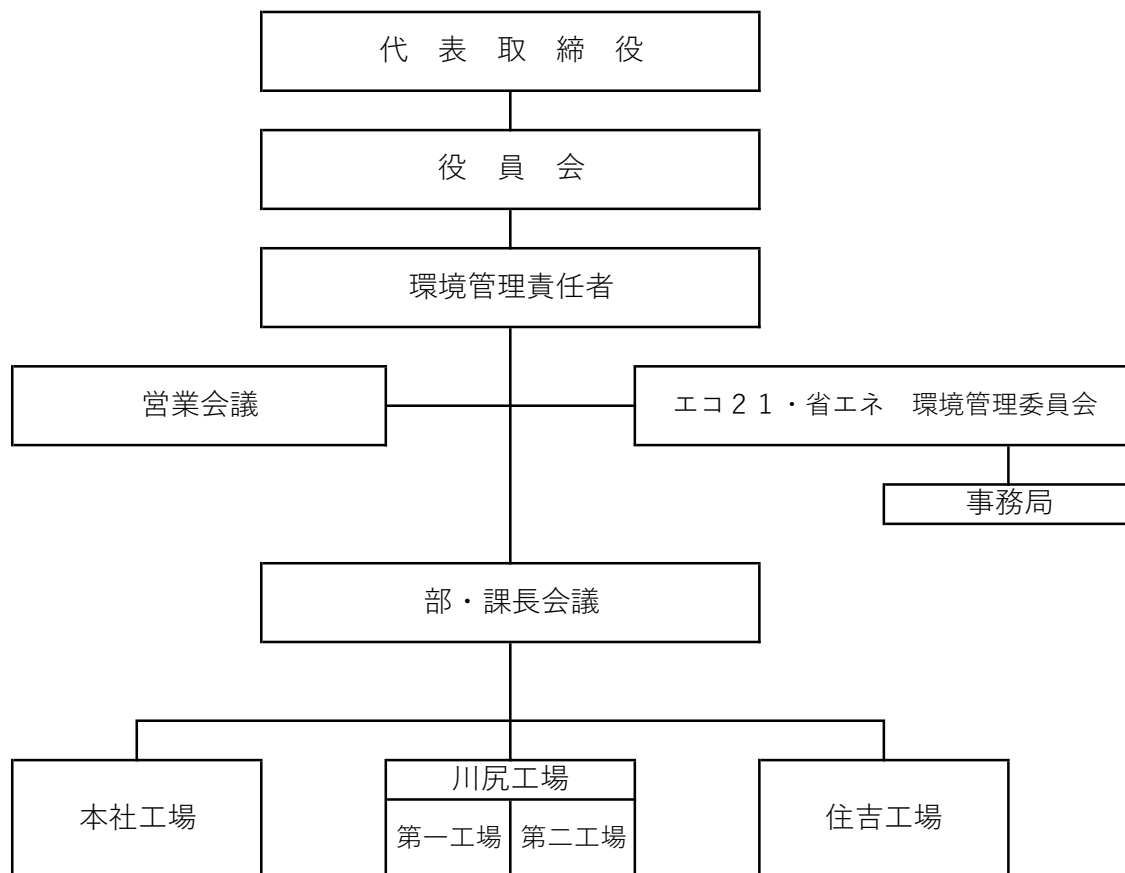 代　表　取　締　役
役　員　会
環境管理責任者
営業会議
エコ２１・省エネ　環境管理委員会
事務局
部・課長会議
本社工場
川尻工場
第一工場
第二工場
住吉工場